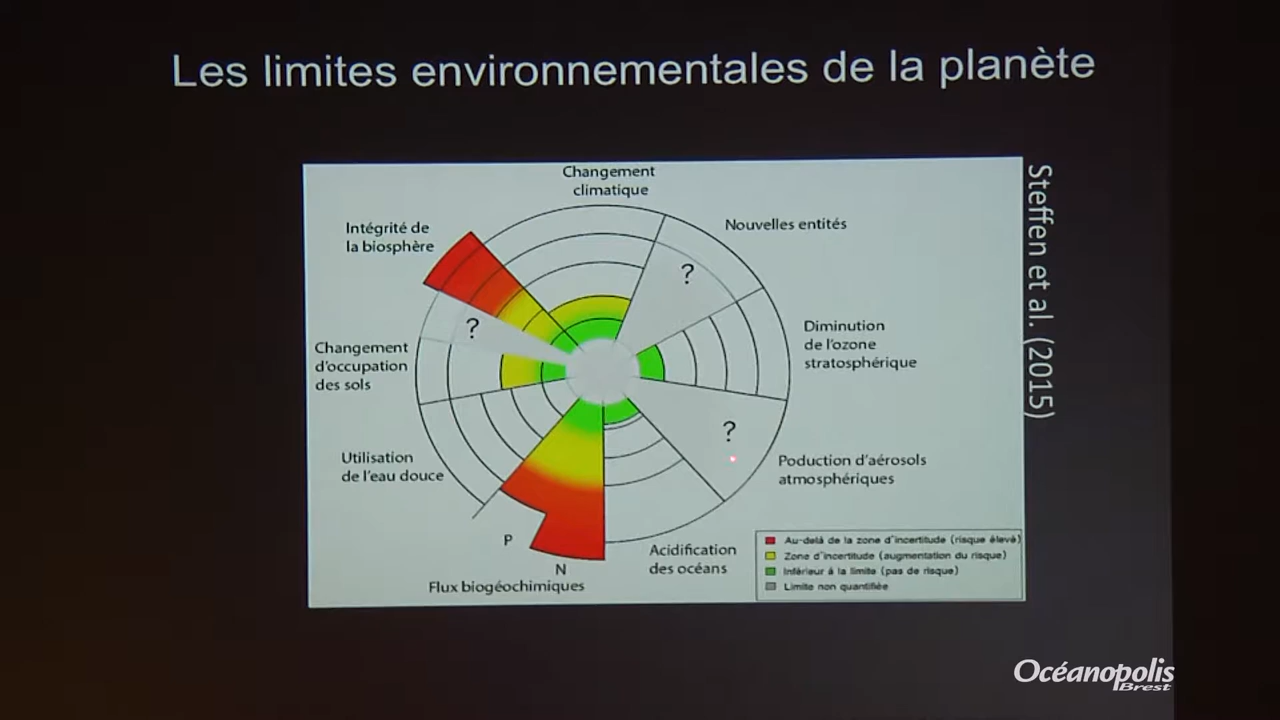 Les limites environnementales de la planète
Steffen et al. (2015)
Changement
climatique
Nouvelles entités
Intégrité de
la biosphère
?
?
Diminution
de l'ozone
stratosphérique
Changement
d'occupation
des sols
?
Utilisation
de l'eau douce
Poduction d'aérosols
atmosphériques
P
N
Flux biogéochimiques
Acidification
des océans
Au-delà de la zone d'incertitude (risque élevé)
Zone d'incertitude (augmentation du risque)
Inférieur à la limite (pas de risque)
Limite non quantifiée
Océanopolis
Brest